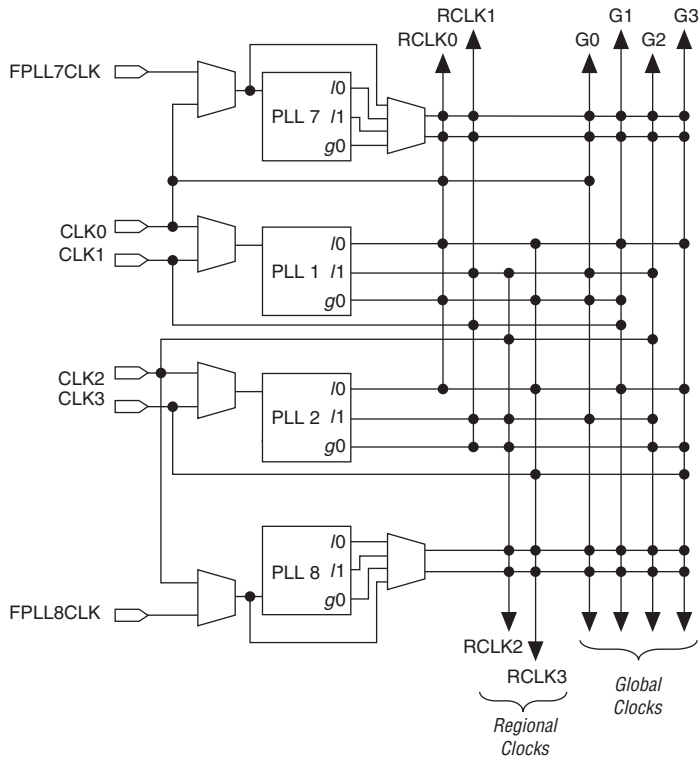 RCLK1
RCLK0
G1
G3
G0
G2
FPLL7CLK
PLL 7
l0
l1
g0
CLK0
CLK1
PLL 1
l0
l1
g0
CLK2
CLK3
PLL 2
l0
l1
g0
PLL 8
l0
l1
g0
FPLL8CLK
RCLK2
RCLK3
Regional
Clocks
Global
Clocks